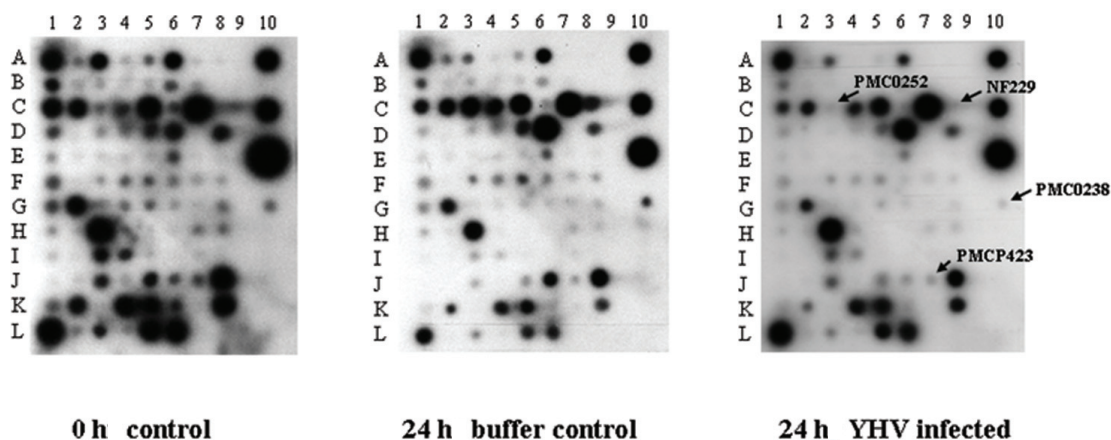 1 2 3 4 5 6 7 8 9 10
A
B
C
D
E
F
G
H
I
J
K
L
0 h control
1 2 3 4 5 6 7 8 9 10
A
B
C
D
E
F
G
H
I
J
K
L
24 h buffer control
1 2 3 4 5 6 7 8 9 10
A
B
C
D
E
F
G
H
I
J
K
L
PMC0252
NF229
PMC0238
PMCP423
24 h YHV infected